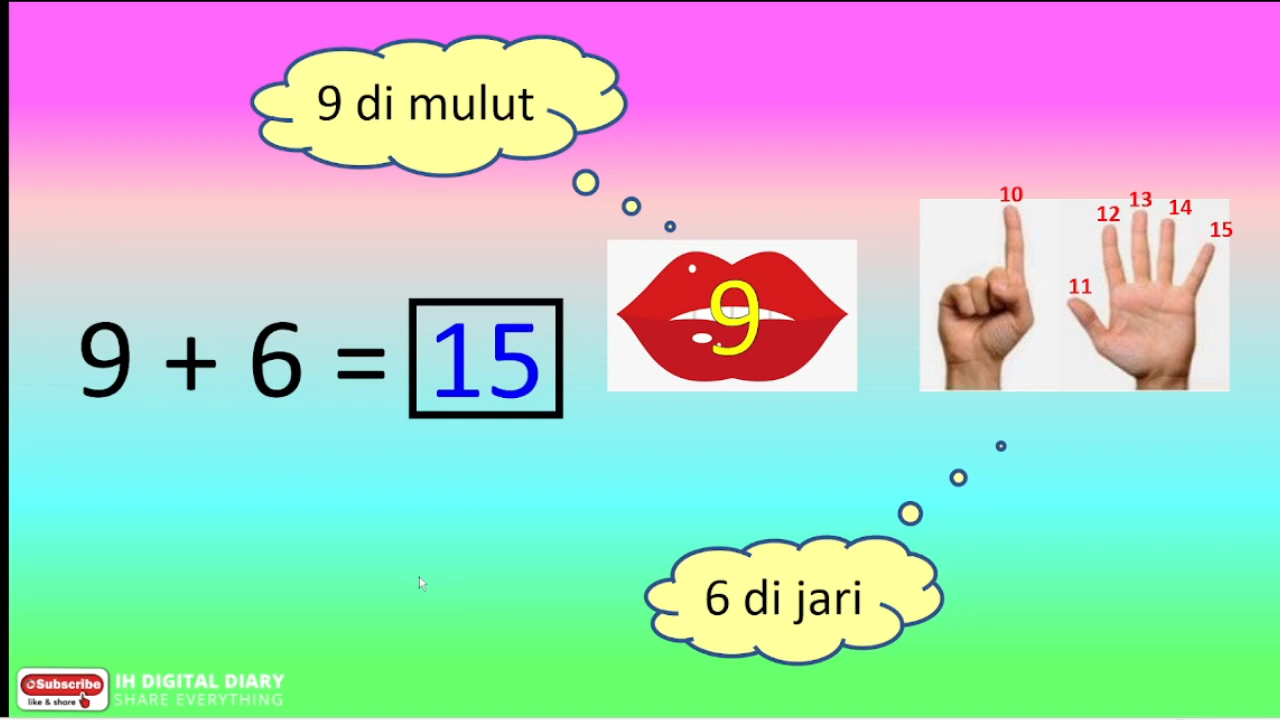 9 di mulut
9 + 6 = 15
9
10
11
12
13
14
15
6 di jari
Subscribe
like & share
IH DIGITAL DIARY
SHARE EVERYTHING